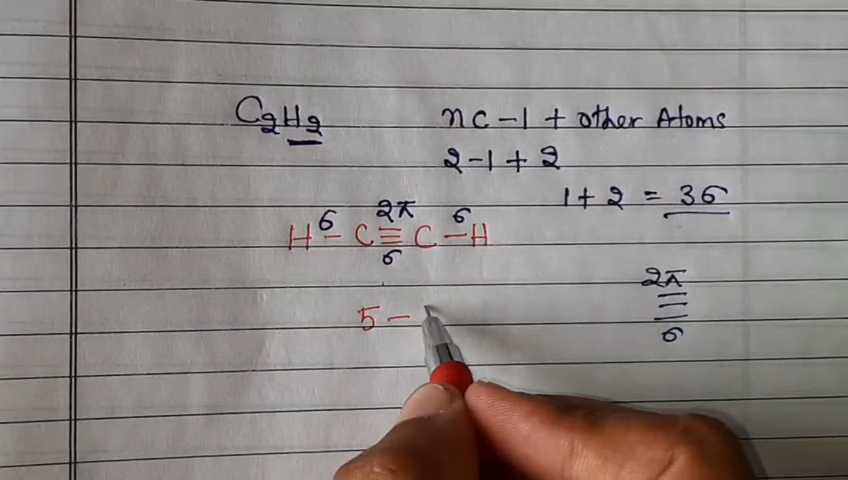 C₂H₂ nc - 1 + other Atoms
2 - 1 + 2
1 + 2 = 3σ
σ 2π σ
H - C ≡ C - H
σ
2π
≡
σ
5 -